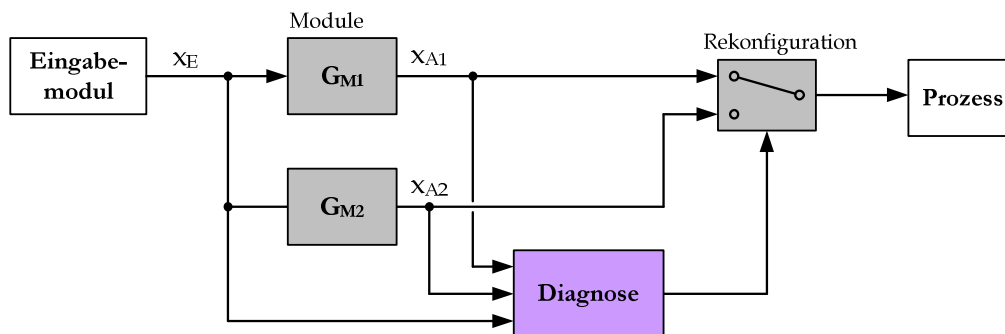 Module
Eingabe-
modul
xE
GM1
xA1
Rekonfiguration
Prozess
GM2
xA2
Diagnose